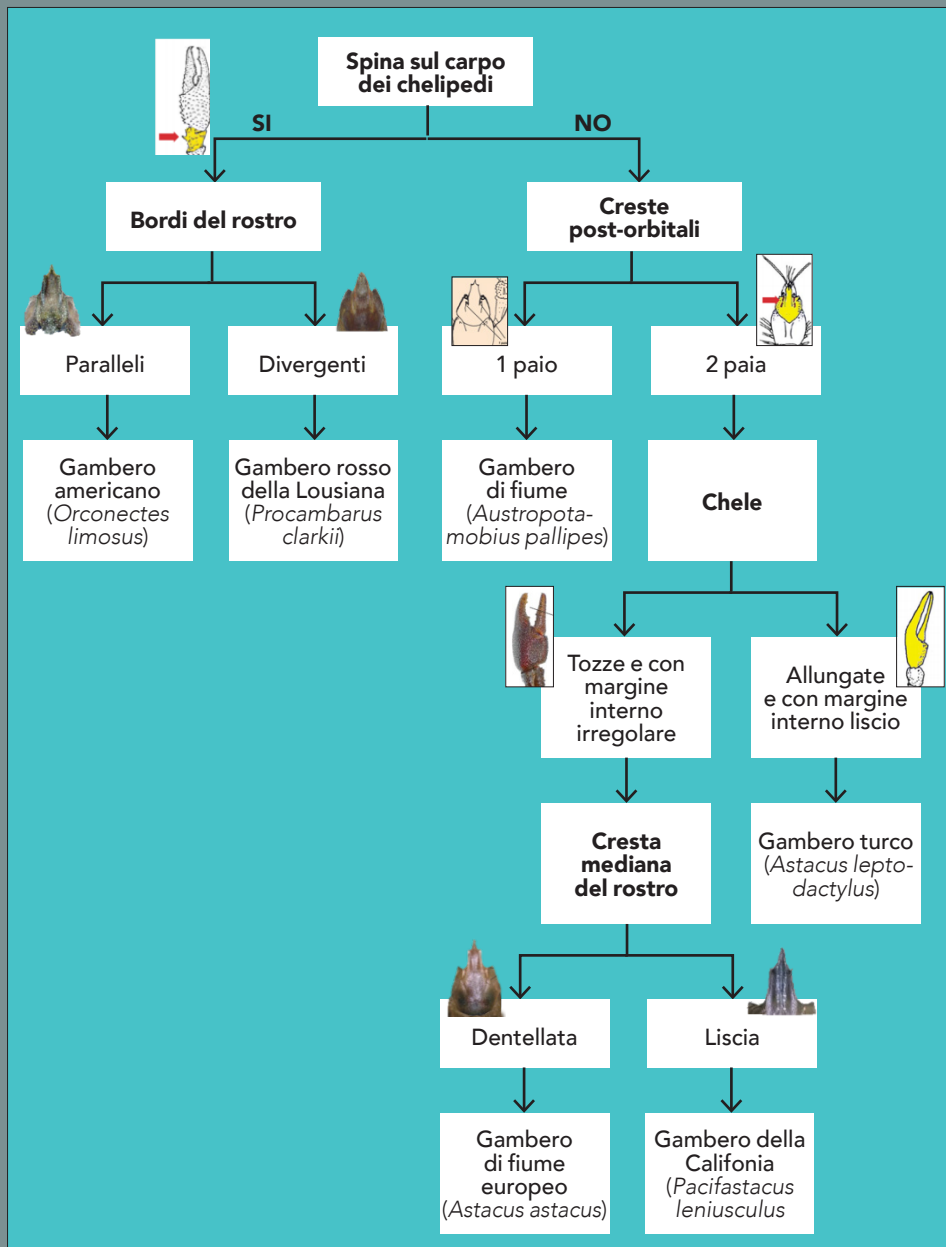 Spina sul carpo
dei chelipedi
SI
NO
Bordi del rostro
Creste
post-orbitali
Paralleli
Divergenti
1 paio
2 paia
Gambero
americano
(Orconectes
limosus)
Gambero rosso
della Lousiana
(Procambarus
clarkii)
Gambero
di fiume
(Austropota-
mobius pallipes)
Chele
Tozze e con
margine
interno
irregolare
Allungate
e con margine
interno liscio
Cresta
mediana
del rostro
Gambero turco
(Astacus lepto-
dactylus)
Dentellata
Liscia
Gambero
di fiume
europeo
(Astacus astacus)
Gambero della
Califonia
(Pacifastacus
leniusculus